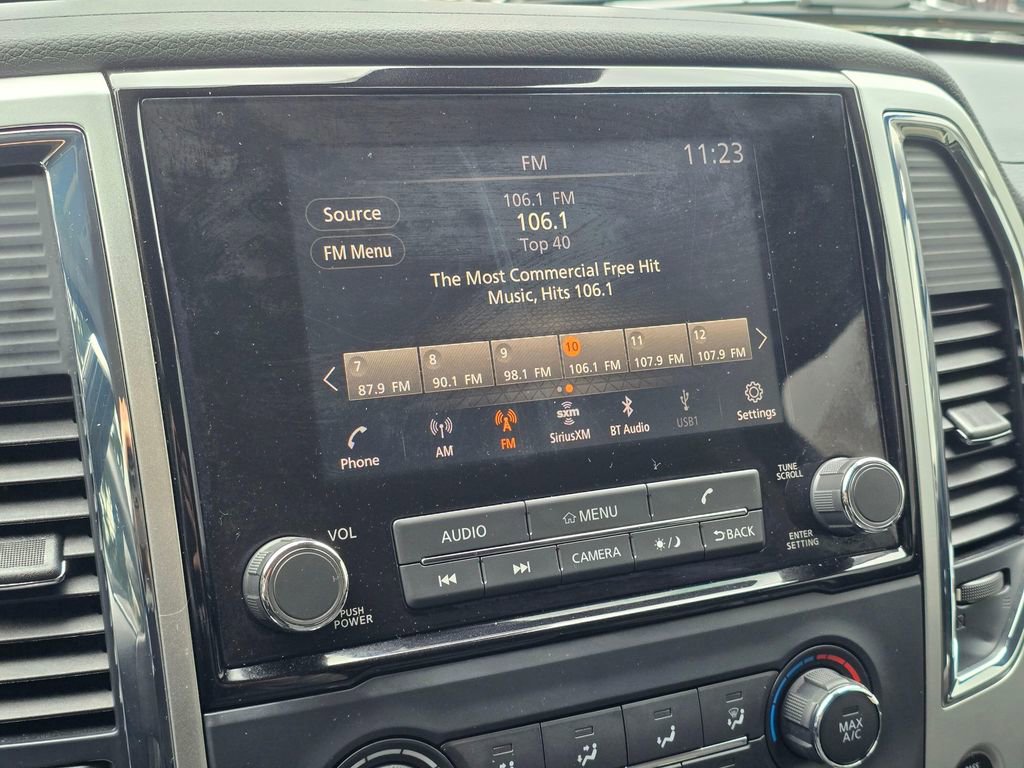 FM
11:23
Source
FM Menu
106.1 FM
106.1
Top 40
The Most Commercial Free Hit
Music, Hits 106.1
7
87.9 FM
8
90.1 FM
9
98.1 FM
10
106.1 FM
11
107.9 FM
12
107.9 FM
Phone
AM
FM
sxm
SiriusXM
BT Audio
USB1
Settings
VOL
PUSH
POWER
AUDIO
MENU
CAMERA
BACK
TUNE
SCROLL
ENTER
SETTING
MAX
A/C